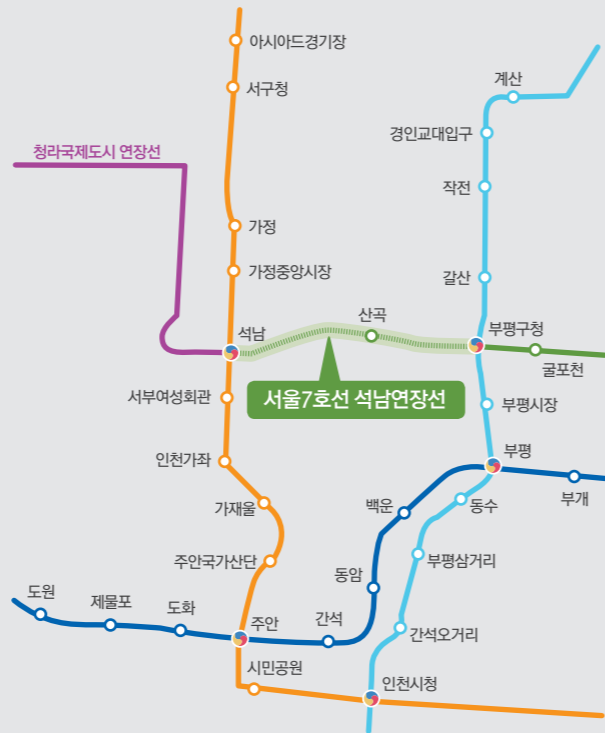 아시아드경기장
계산
서구청
경인교대입구
청라국제도시 연장선
작전
가정
가정중앙시장
갈산
산곡
석남
부평구청
굴포천
서부여성회관
서울7호선 석남연장선
부평시장
인천가좌
부평
가재울
백운
동수
부개
주안국가산단
부평삼거리
동암
도원
제물포
도화
주안
간석
간석오거리
시민공원
인천시청